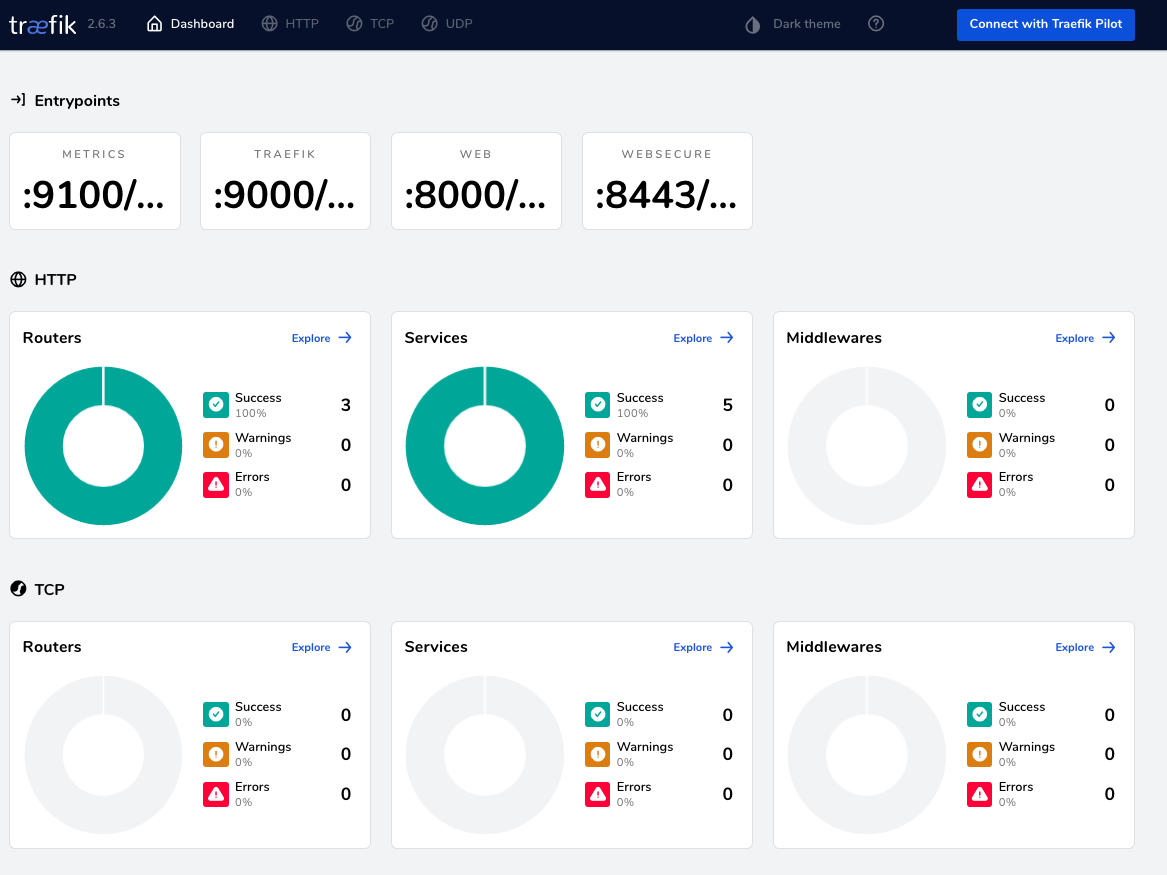 træfik 2.6.3 Dashboard HTTP TCP UDP Dark theme Connect with Traefik Pilot
Entrypoints
METRICS
:9100/...
TRAEFIK
:9000/...
WEB
:8000/...
WEBSECURE
:8443/...
HTTP
Routers Explore
Success 3
100%
Warnings 0
0%
Errors 0
0%
Services Explore
Success 5
100%
Warnings 0
0%
Errors 0
0%
Middlewares Explore
Success 0
0%
Warnings 0
0%
Errors 0
0%
TCP
Routers Explore
Success 0
0%
Warnings 0
0%
Errors 0
0%
Services Explore
Success 0
0%
Warnings 0
0%
Errors 0
0%
Middlewares Explore
Success 0
0%
Warnings 0
0%
Errors 0
0%